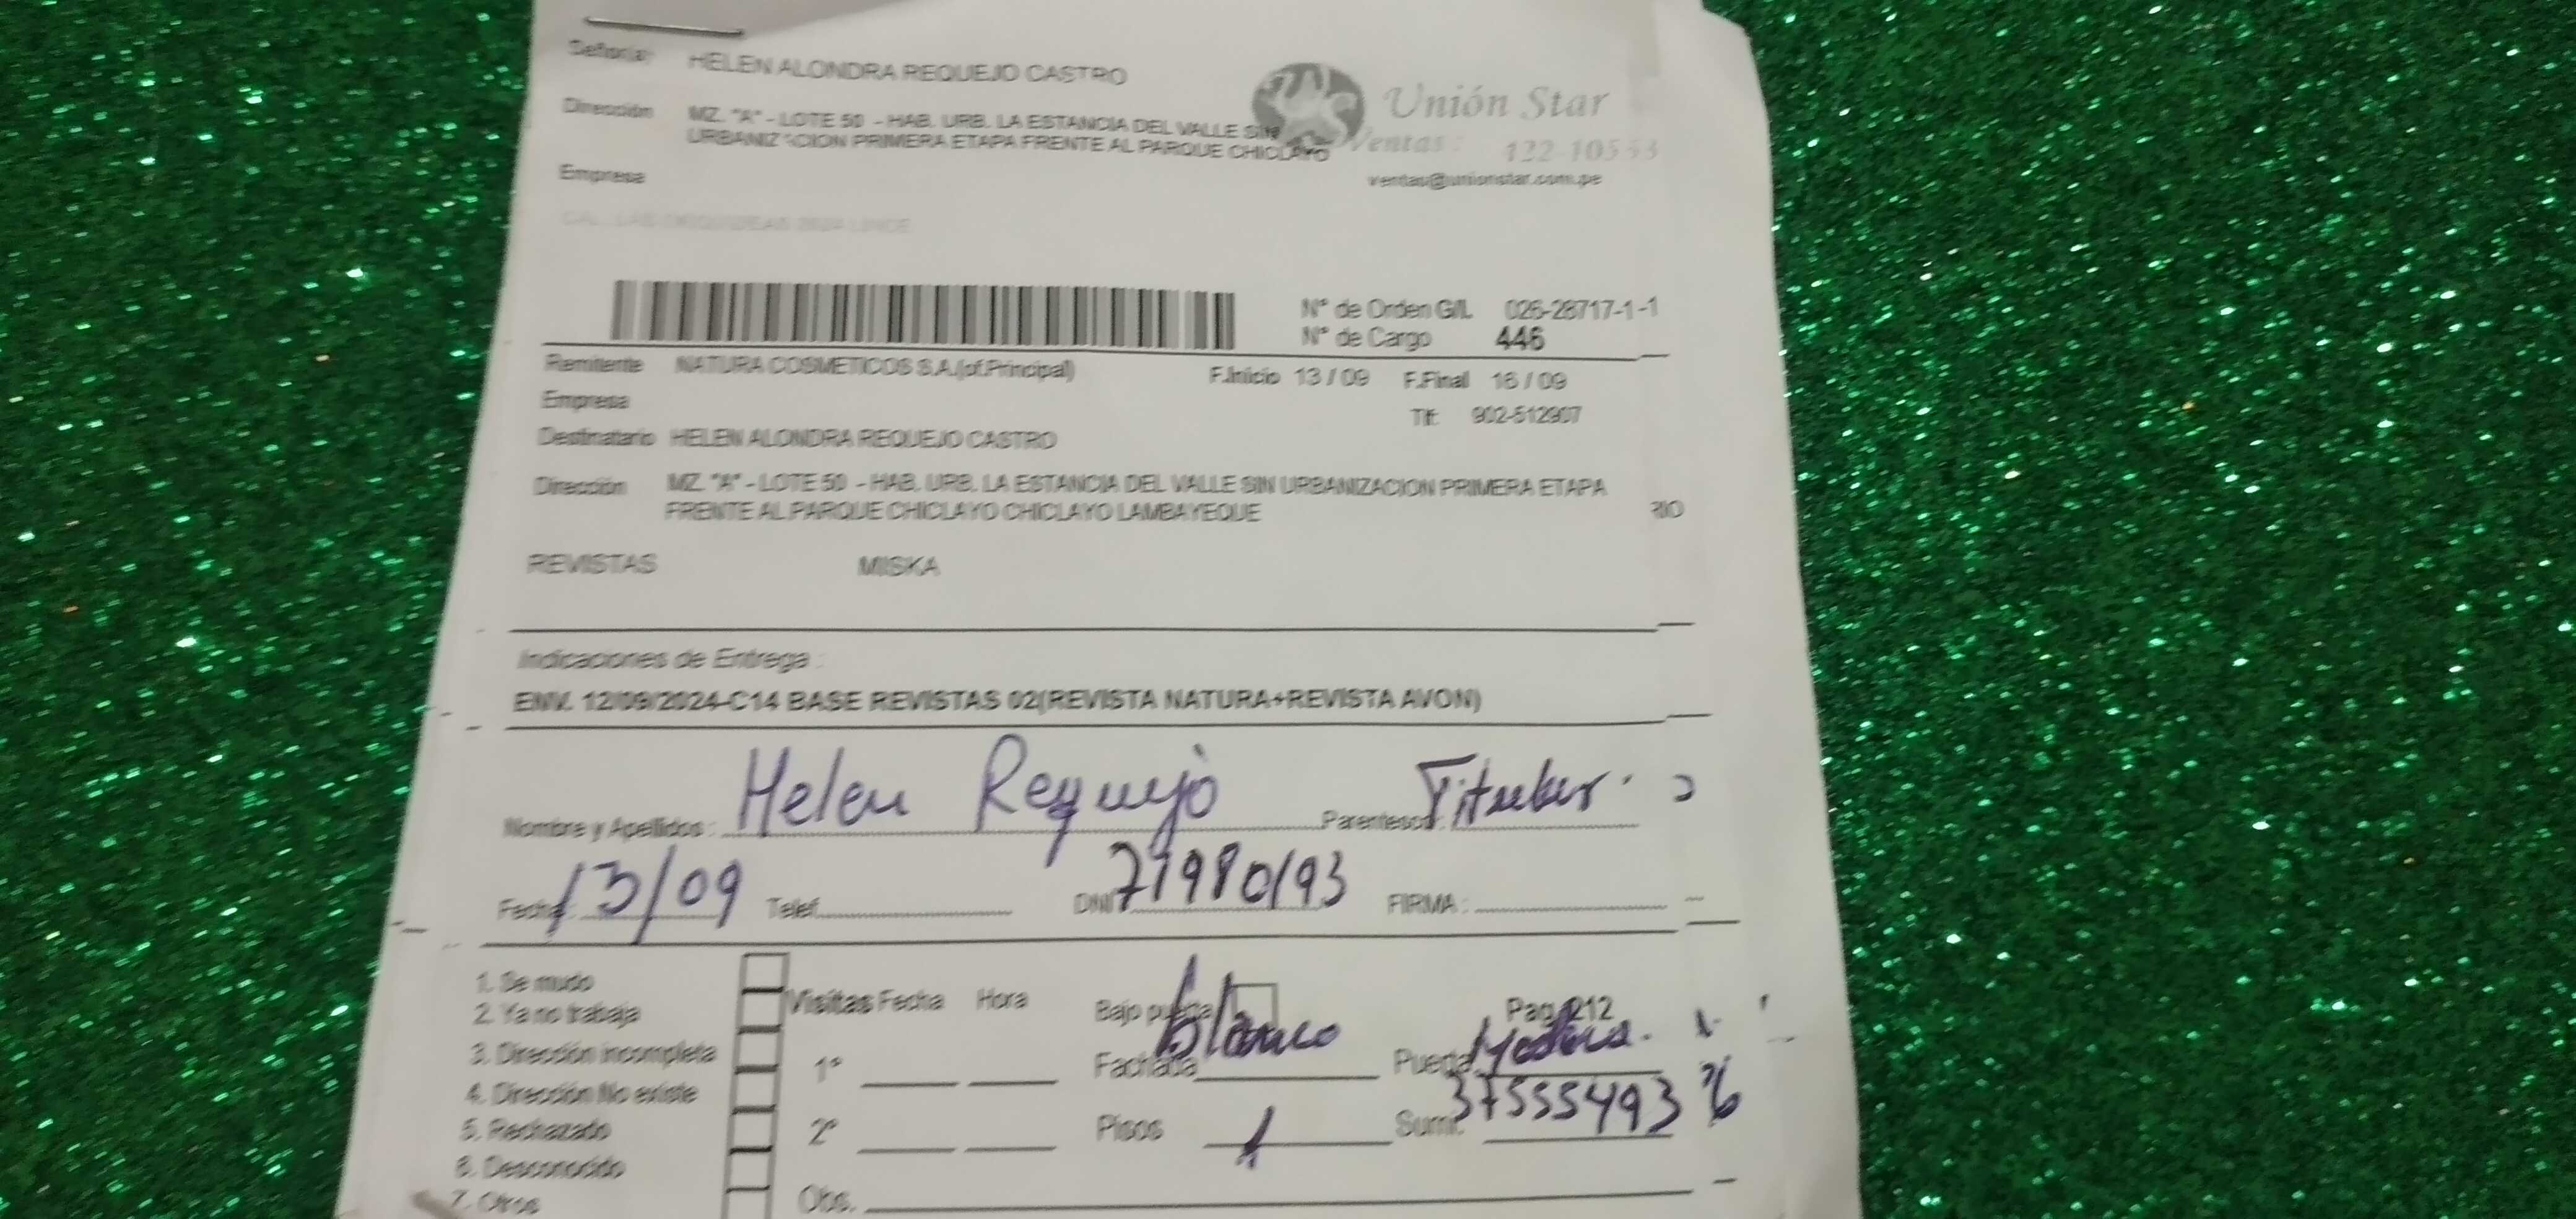 Señor(a): HELEN ALONDRA REQUEJO CASTRO
Unión Star
Dirección MZ. "A" - LOTE 50 - HAB. URB. LA ESTANCIA DEL VALLE SIN
URBANIZ CION PRIMERA ETAPA FRENTE AL PARQUE CHICLAYO
Ventas :
ventas@unionstar.com.pe
Empresa
Nº de Orden G/L 026-28717-1-1
Nº de Cargo 446
Remitente NATURA COSMETICOS S.A.(of.Principal) F.Inicio 13 / 09 F.Final 16 / 09
Empresa
Tlf: 902-512907
Destinatario HELEN ALONDRA REQUEJO CASTRO
Dirección MZ. "A" - LOTE 50 - HAB. URB. LA ESTANCIA DEL VALLE SIN URBANIZACION PRIMERA ETAPA
FRENTE AL PARQUE CHICLAYO CHICLAYO LAMBAYEQUE RIO
REVISTAS MISKA
Indicaciones de Entrega :
ENV. 12/09/2024-C14 BASE REVISTAS 02(REVISTA NATURA+REVISTA AVON)
Nombre y Apellidos : Helen Requejo Parentesco : Titular.
Fecha : 13/09 Telef. DNI 71980193 FIRMA :
1. Se mudo
2. Ya no trabaja
3. Dirección incompleta
4. Dirección No existe
5. Rechazado
6. Desconocido
7. Otros
Visitas Fecha Hora
1º
2º
Bajo puerta
Fachada blanco
Pisos 1
Pag. 212
Puerta
Sumi. 37555493
Obs.